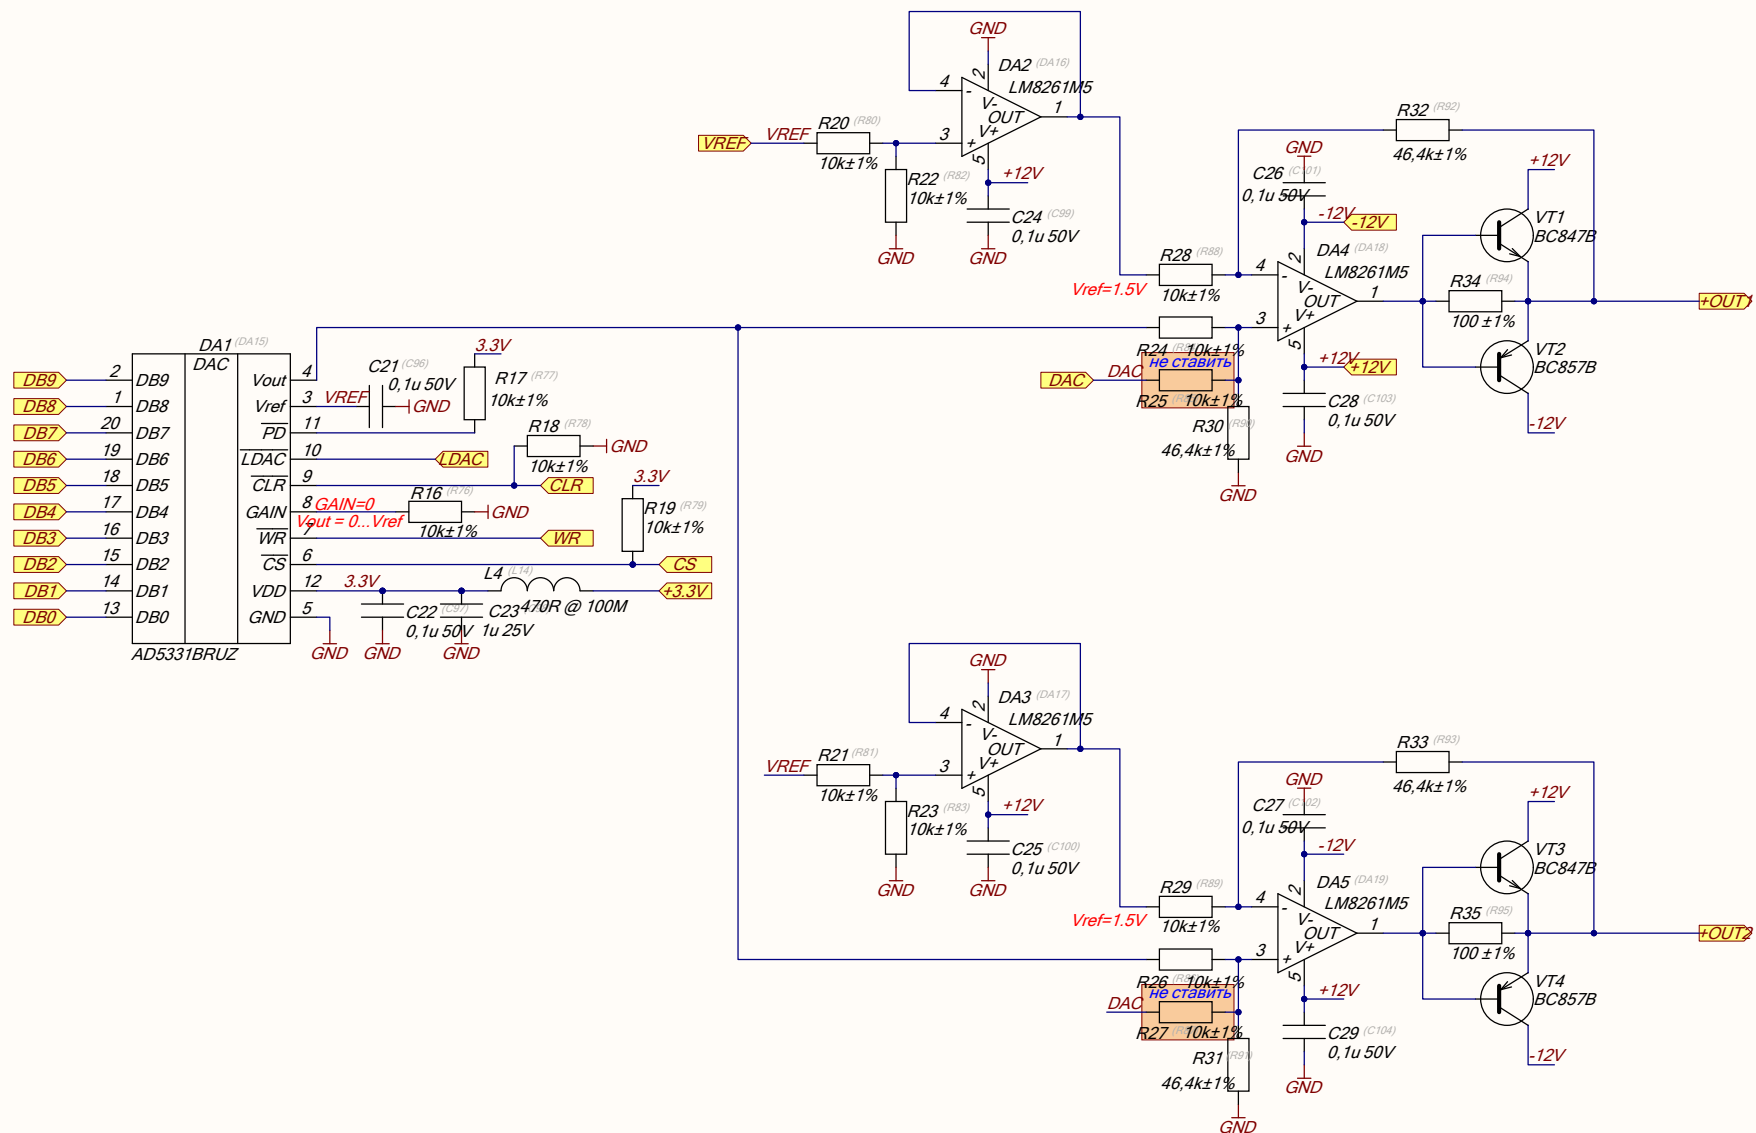 GND
DA2 (DA16)
LM8261M5
4
2
-
V-
OUT
1
V+
3
+
5
VREF
VREF
R20 (R80)
10k±1%
R22 (R82)
10k±1%
GND
+12V
C24 (C99)
0,1u 50V
GND
R32 (R92)
46,4k±1%
GND
C26 (C101)
0,1u 50V
-12V
-12V
+12V
VT1
BC847B
R28 (R88)
10k±1%
Vref=1.5V
DA4 (DA18)
LM8261M5
4
2
-
V-
OUT
1
V+
3
+
5
R34 (R94)
100 ±1%
+OUT1
VT2
BC857B
-12V
+12V
+12V
C28 (C103)
0,1u 50V
GND
R24
10k±1%
не ставить
DAC
DAC
R25
10k±1%
R30 (R90)
46,4k±1%
GND
DA1 (DA15)
DAC
DB9
2
DB9
Vout
4
DB8
1
DB8
Vref
3
DB7
20
DB7
PD
11
DB6
19
DB6
LDAC
10
DB5
18
DB5
CLR
9
DB4
17
DB4
GAIN
8
DB3
16
DB3
WR
7
DB2
15
DB2
CS
6
DB1
14
DB1
VDD
12
DB0
13
DB0
GND
5
AD5331BRUZ
VREF
C21 (C96)
0,1u 50V
GND
3.3V
R17 (R77)
10k±1%
R18 (R78)
10k±1%
GND
LDAC
CLR
GAIN=0
Vout = 0...Vref
R16 (R76)
10k±1%
GND
3.3V
R19 (R79)
10k±1%
WR
CS
3.3V
L4 (L14)
470R @ 100M
+3.3V
C22 (C97)
0,1u 50V
C23
1u 25V
GND
GND
GND
GND
DA3 (DA17)
LM8261M5
4
2
-
V-
OUT
1
V+
3
+
5
VREF
R21 (R81)
10k±1%
R23 (R83)
10k±1%
GND
+12V
C25 (C100)
0,1u 50V
GND
R33 (R93)
46,4k±1%
GND
C27 (C102)
0,1u 50V
-12V
+12V
VT3
BC847B
R29 (R89)
10k±1%
Vref=1.5V
DA5 (DA19)
LM8261M5
4
2
-
V-
OUT
1
V+
3
+
5
R35 (R95)
100 ±1%
+OUT2
VT4
BC857B
-12V
+12V
C29 (C104)
0,1u 50V
GND
R26
10k±1%
не ставить
DAC
R27
10k±1%
R31 (R91)
46,4k±1%
GND